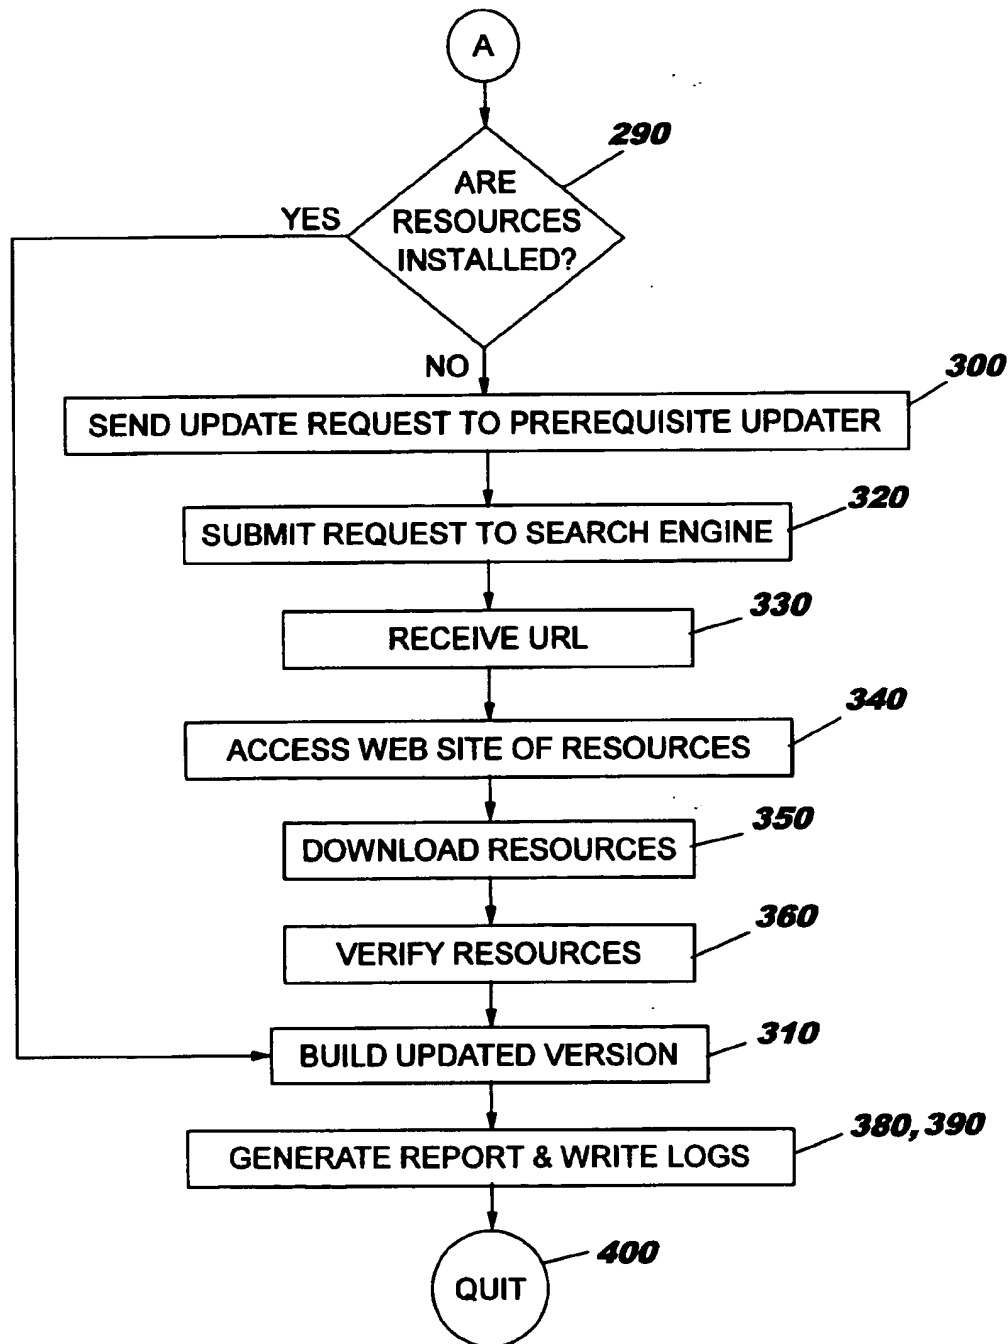 A
290
ARE
RESOURCES
INSTALLED?
YES
NO
300
SEND UPDATE REQUEST TO PREREQUISITE UPDATER
320
SUBMIT REQUEST TO SEARCH ENGINE
330
RECEIVE URL
340
ACCESS WEB SITE OF RESOURCES
350
DOWNLOAD RESOURCES
360
VERIFY RESOURCES
310
BUILD UPDATED VERSION
380, 390
GENERATE REPORT & WRITE LOGS
400
QUIT